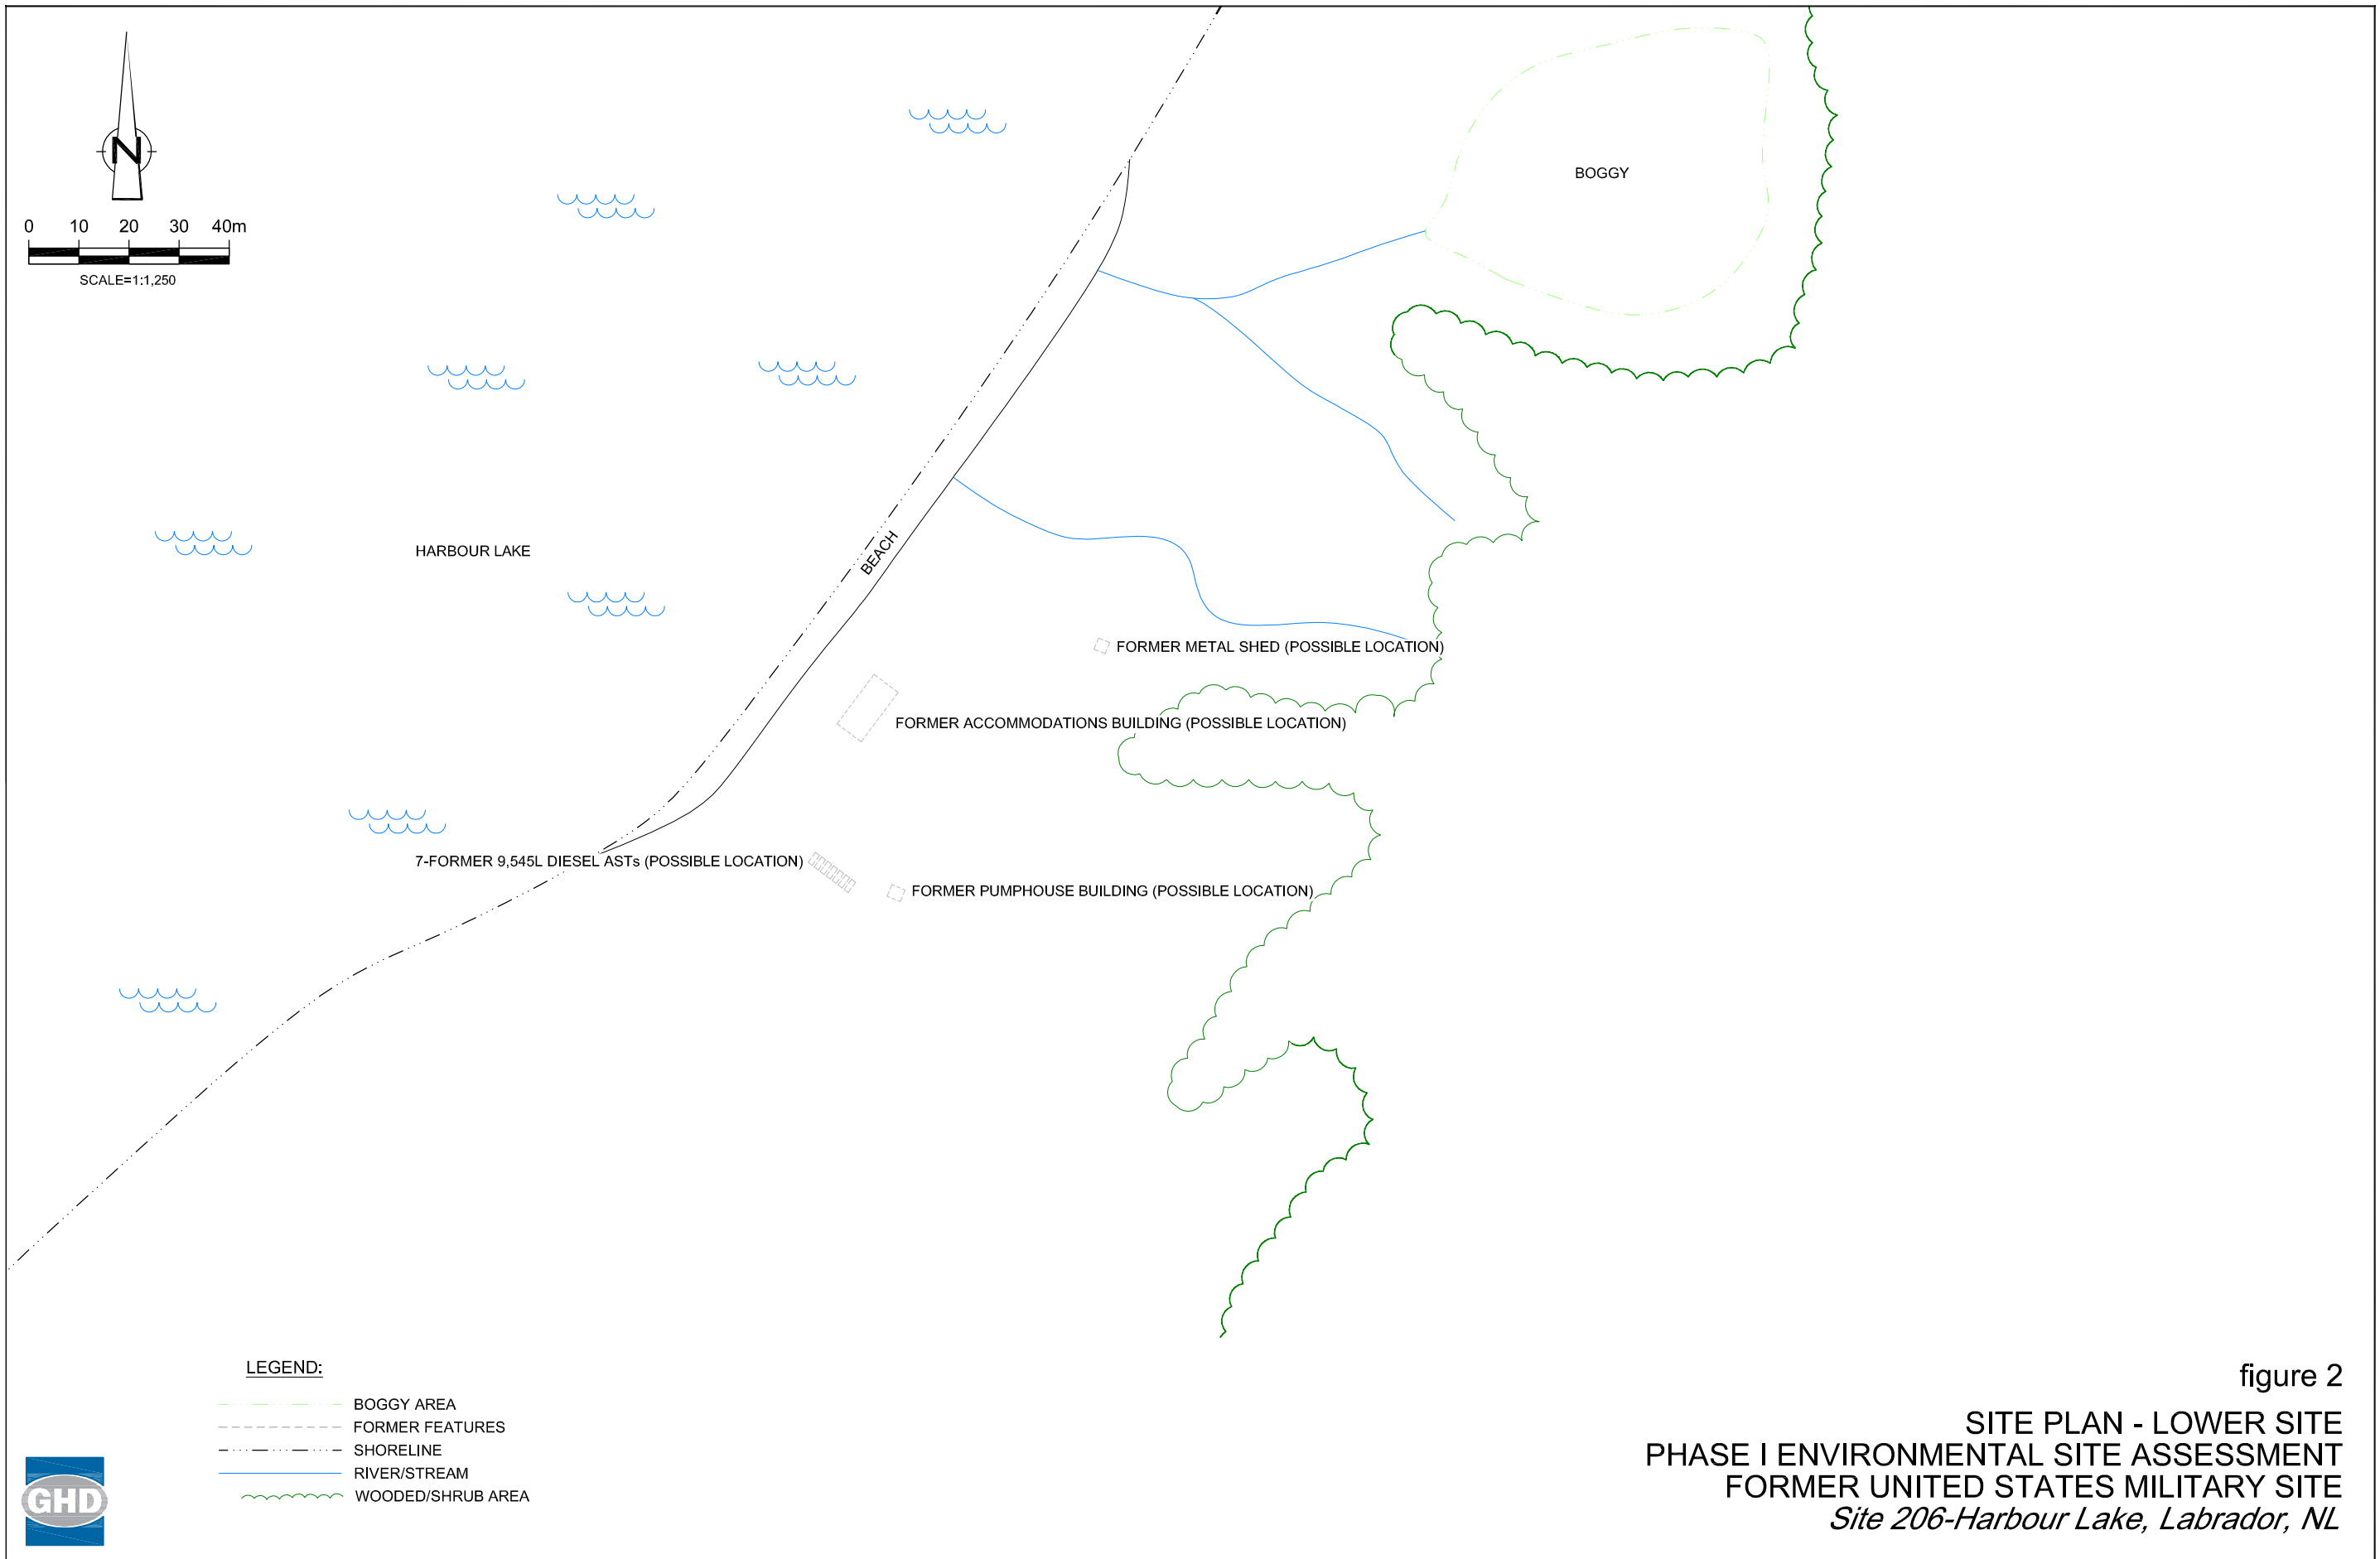 N
0 10 20 30 40m
SCALE=1:1,250
BOGGY
HARBOUR LAKE
BEACH
FORMER METAL SHED (POSSIBLE LOCATION)
FORMER ACCOMMODATIONS BUILDING (POSSIBLE LOCATION)
7-FORMER 9,545L DIESEL ASTs (POSSIBLE LOCATION)
FORMER PUMPHOUSE BUILDING (POSSIBLE LOCATION)
LEGEND:
BOGGY AREA
FORMER FEATURES
SHORELINE
RIVER/STREAM
WOODED/SHRUB AREA
GHD
figure 2
SITE PLAN - LOWER SITE
PHASE I ENVIRONMENTAL SITE ASSESSMENT
FORMER UNITED STATES MILITARY SITE
Site 206-Harbour Lake, Labrador, NL